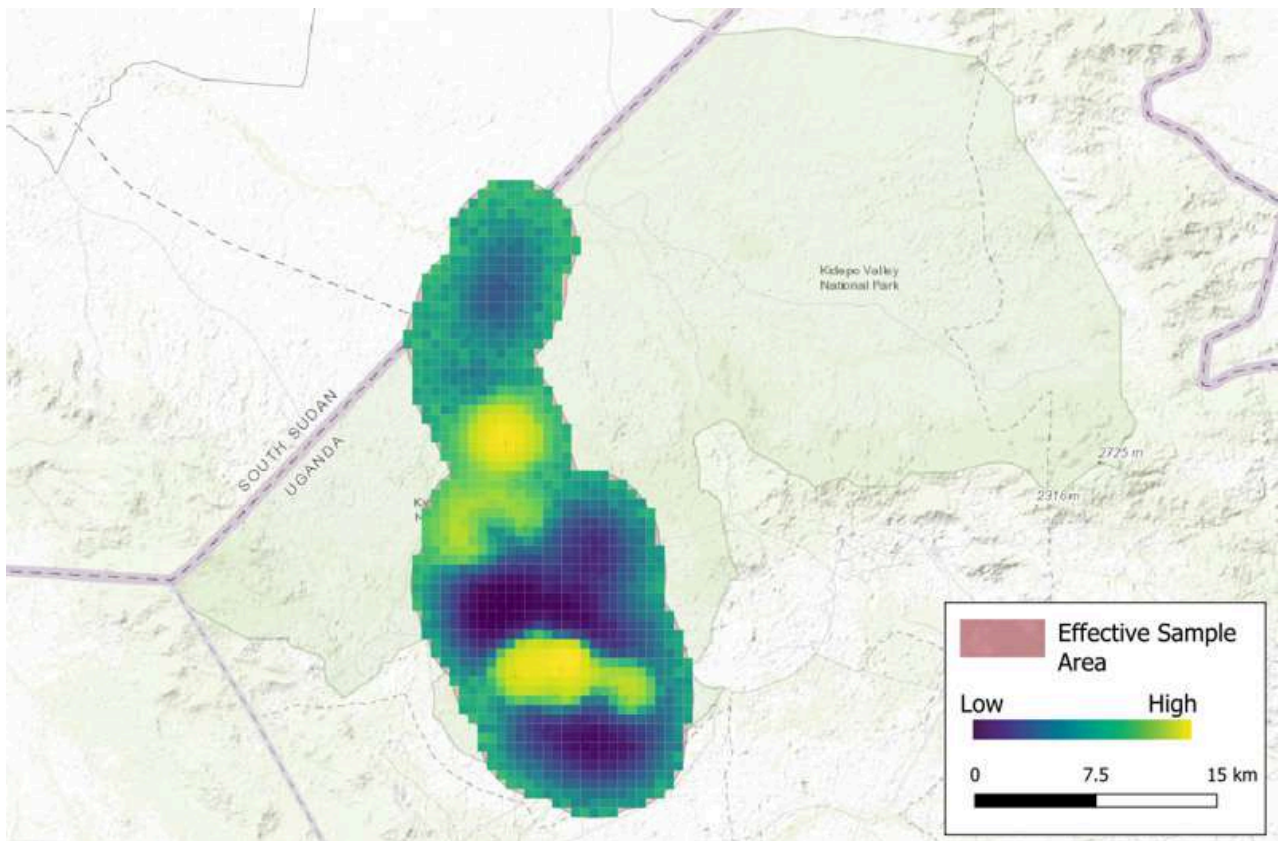 Kidepo Valley
National Park
SOUTH SUDAN
UGANDA
2725 m
2316 m
Effective Sample
Area
Low High
0 7.5 15 km